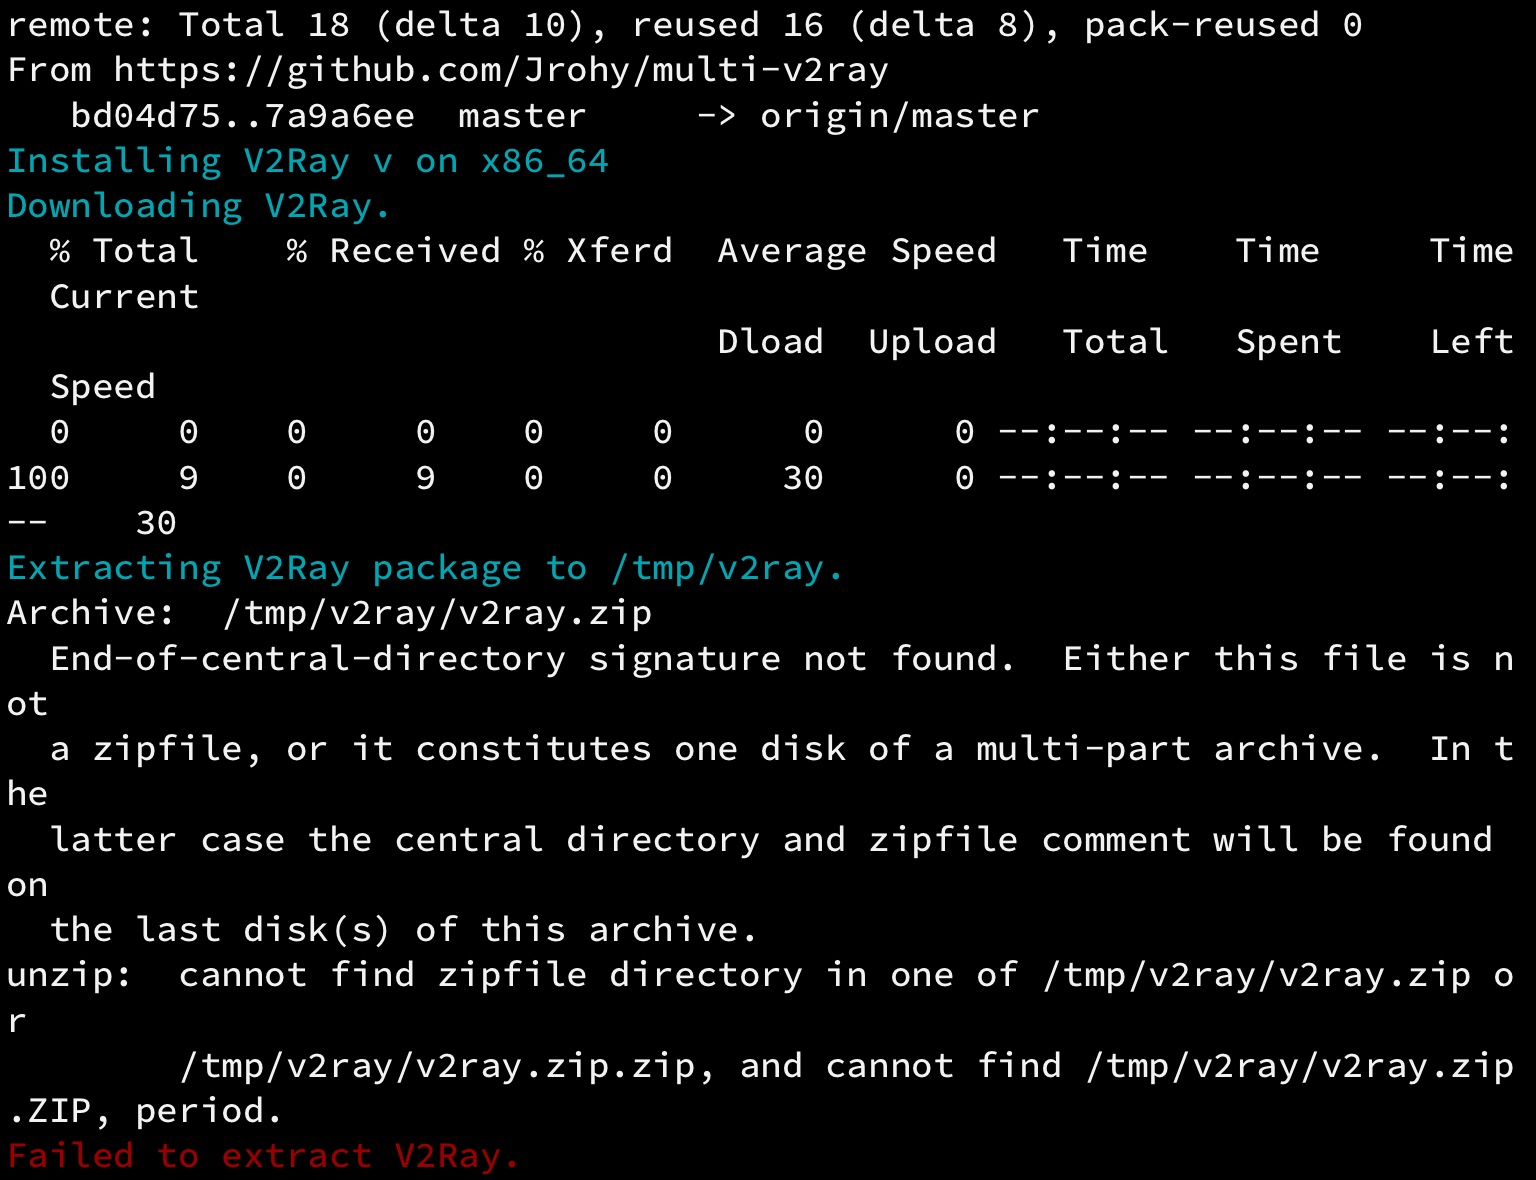 remote: Total 18 (delta 10), reused 16 (delta 8), pack-reused 0
From https://github.com/Jrohy/multi-v2ray
   bd04d75..7a9a6ee  master     -> origin/master
Installing V2Ray v on x86_64
Downloading V2Ray.
  % Total    % Received % Xferd  Average Speed   Time    Time     Time
  Current
                                 Dload  Upload   Total   Spent    Left
  Speed
  0     0    0     0    0     0      0      0 --:--:-- --:--:-- --:--:
100     9    0     9    0     0     30      0 --:--:-- --:--:-- --:--:
--    30
Extracting V2Ray package to /tmp/v2ray.
Archive:  /tmp/v2ray/v2ray.zip
  End-of-central-directory signature not found.  Either this file is n
ot
  a zipfile, or it constitutes one disk of a multi-part archive.  In t
he
  latter case the central directory and zipfile comment will be found
on
  the last disk(s) of this archive.
unzip:  cannot find zipfile directory in one of /tmp/v2ray/v2ray.zip o
r
        /tmp/v2ray/v2ray.zip.zip, and cannot find /tmp/v2ray/v2ray.zip
.ZIP, period.
Failed to extract V2Ray.